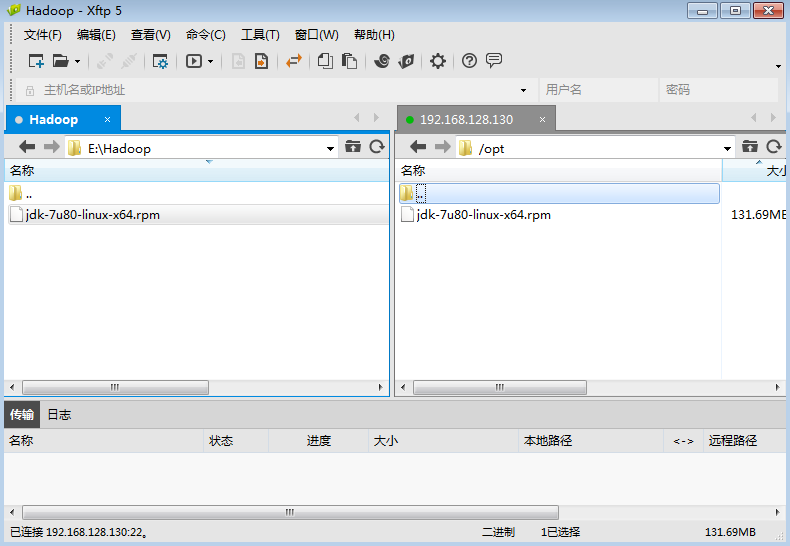 Hadoop - Xftp 5
文件(F) 编辑(E) 查看(V) 命令(C) 工具(T) 窗口(W) 帮助(H)
主机名或IP地址 用户名 密码
Hadoop × 192.168.128.130 ×
E:\Hadoop /opt
名称 名称 大小
.. ..
jdk-7u80-linux-x64.rpm jdk-7u80-linux-x64.rpm 131.69MB
传输 日志
名称 状态 进度 大小 本地路径 <-> 远程路径
已连接 192.168.128.130:22。 二进制 1已选择 131.69MB